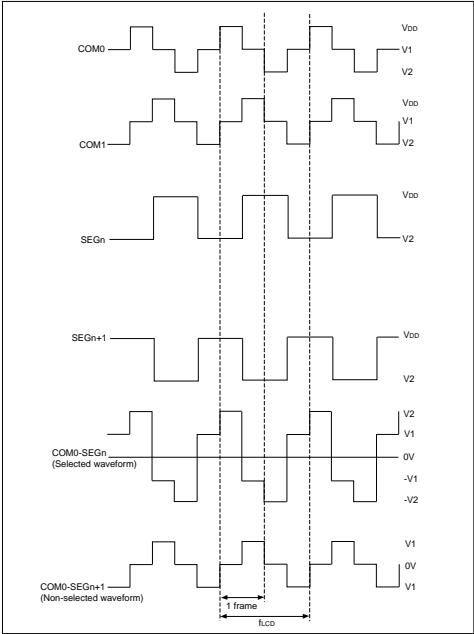 VDD
COM0
V1
V2
VDD
V1
COM1
V2
VDD
SEGn
V2
SEGn+1
VDD
V2
V2
V1
COM0-SEGn
(Selected waveform)
0V
-V1
-V2
V1
0V
COM0-SEGn+1
V1
(Non-selected waveform)
1 frame
fLCD